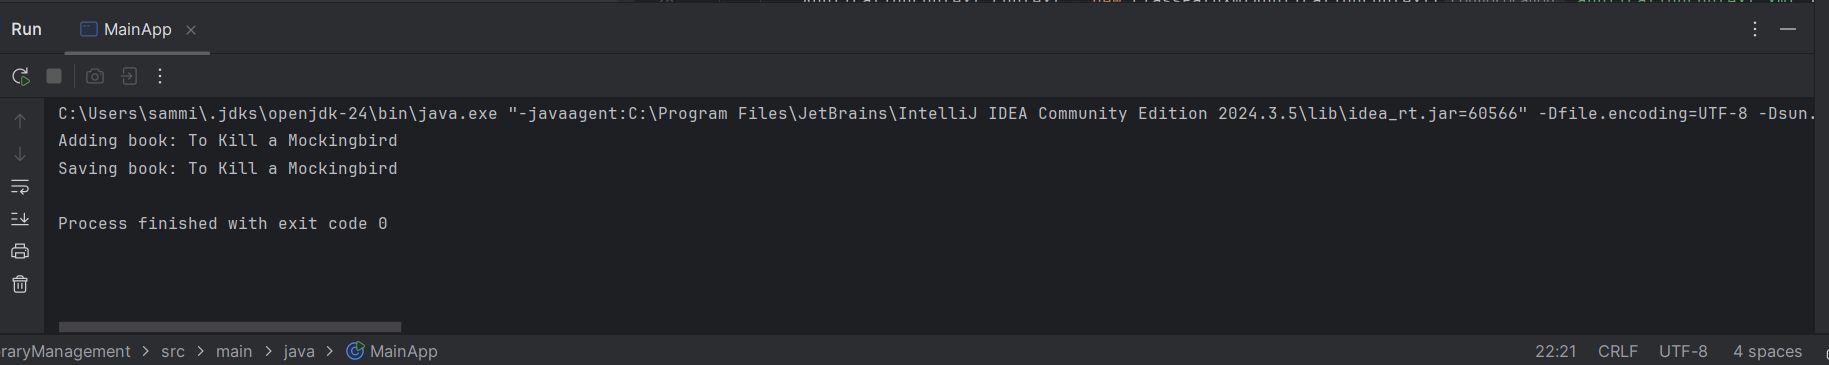 Run MainApp
C:\Users\sammi\.jdks\openjdk-24\bin\java.exe "-javaagent:C:\Program Files\JetBrains\IntelliJ IDEA Community Edition 2024.3.5\lib\idea_rt.jar=60566" -Dfile.encoding=UTF-8 -Dsun.
Adding book: To Kill a Mockingbird
Saving book: To Kill a Mockingbird
Process finished with exit code 0
raryManagement > src > main > java > MainApp 22:21 CRLF UTF-8 4 spaces